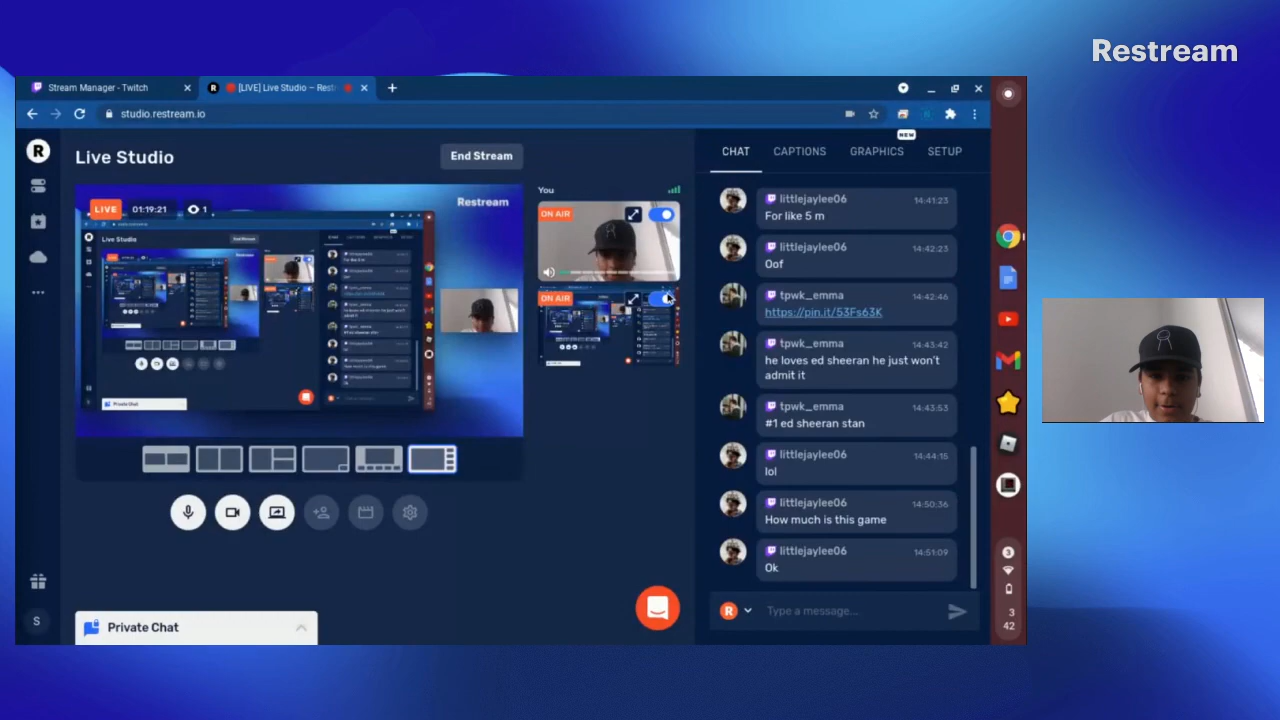 Restream
Stream Manager - Twitch
[LIVE] Live Studio – Restr
studio.restream.io
NEW
R
Live Studio
End Stream
CHAT
CAPTIONS
GRAPHICS
SETUP
LIVE
01:19:21
1
Restream
You
ON AIR
ON AIR
Live Studio
Private Chat
littlejaylee06 14:41:23
For like 5 m
littlejaylee06 14:42:23
Oof
tpwk_emma 14:42:46
https://pin.it/53Fs63K
tpwk_emma 14:43:42
he loves ed sheeran he just won't
admit it
tpwk_emma 14:43:53
#1 ed sheeran stan
littlejaylee06 14:44:15
lol
littlejaylee06 14:50:36
How much is this game
littlejaylee06 14:51:09
Ok
R
Type a message...
S
Private Chat
3
3
42